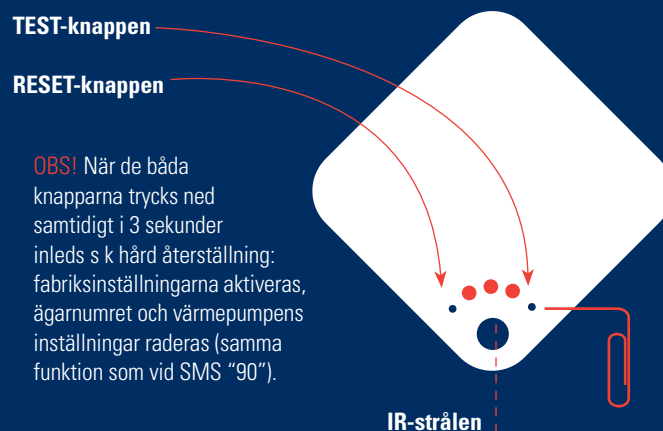 TEST-knappen
RESET-knappen
OBS! När de båda
knapparna trycks ned
samtidigt i 3 sekunder
inleds s k hård återställning:
fabriksinställningarna aktiveras,
ägarnumret och värmepumpens
inställningar raderas (samma
funktion som vid SMS “90”).
IR-strålen